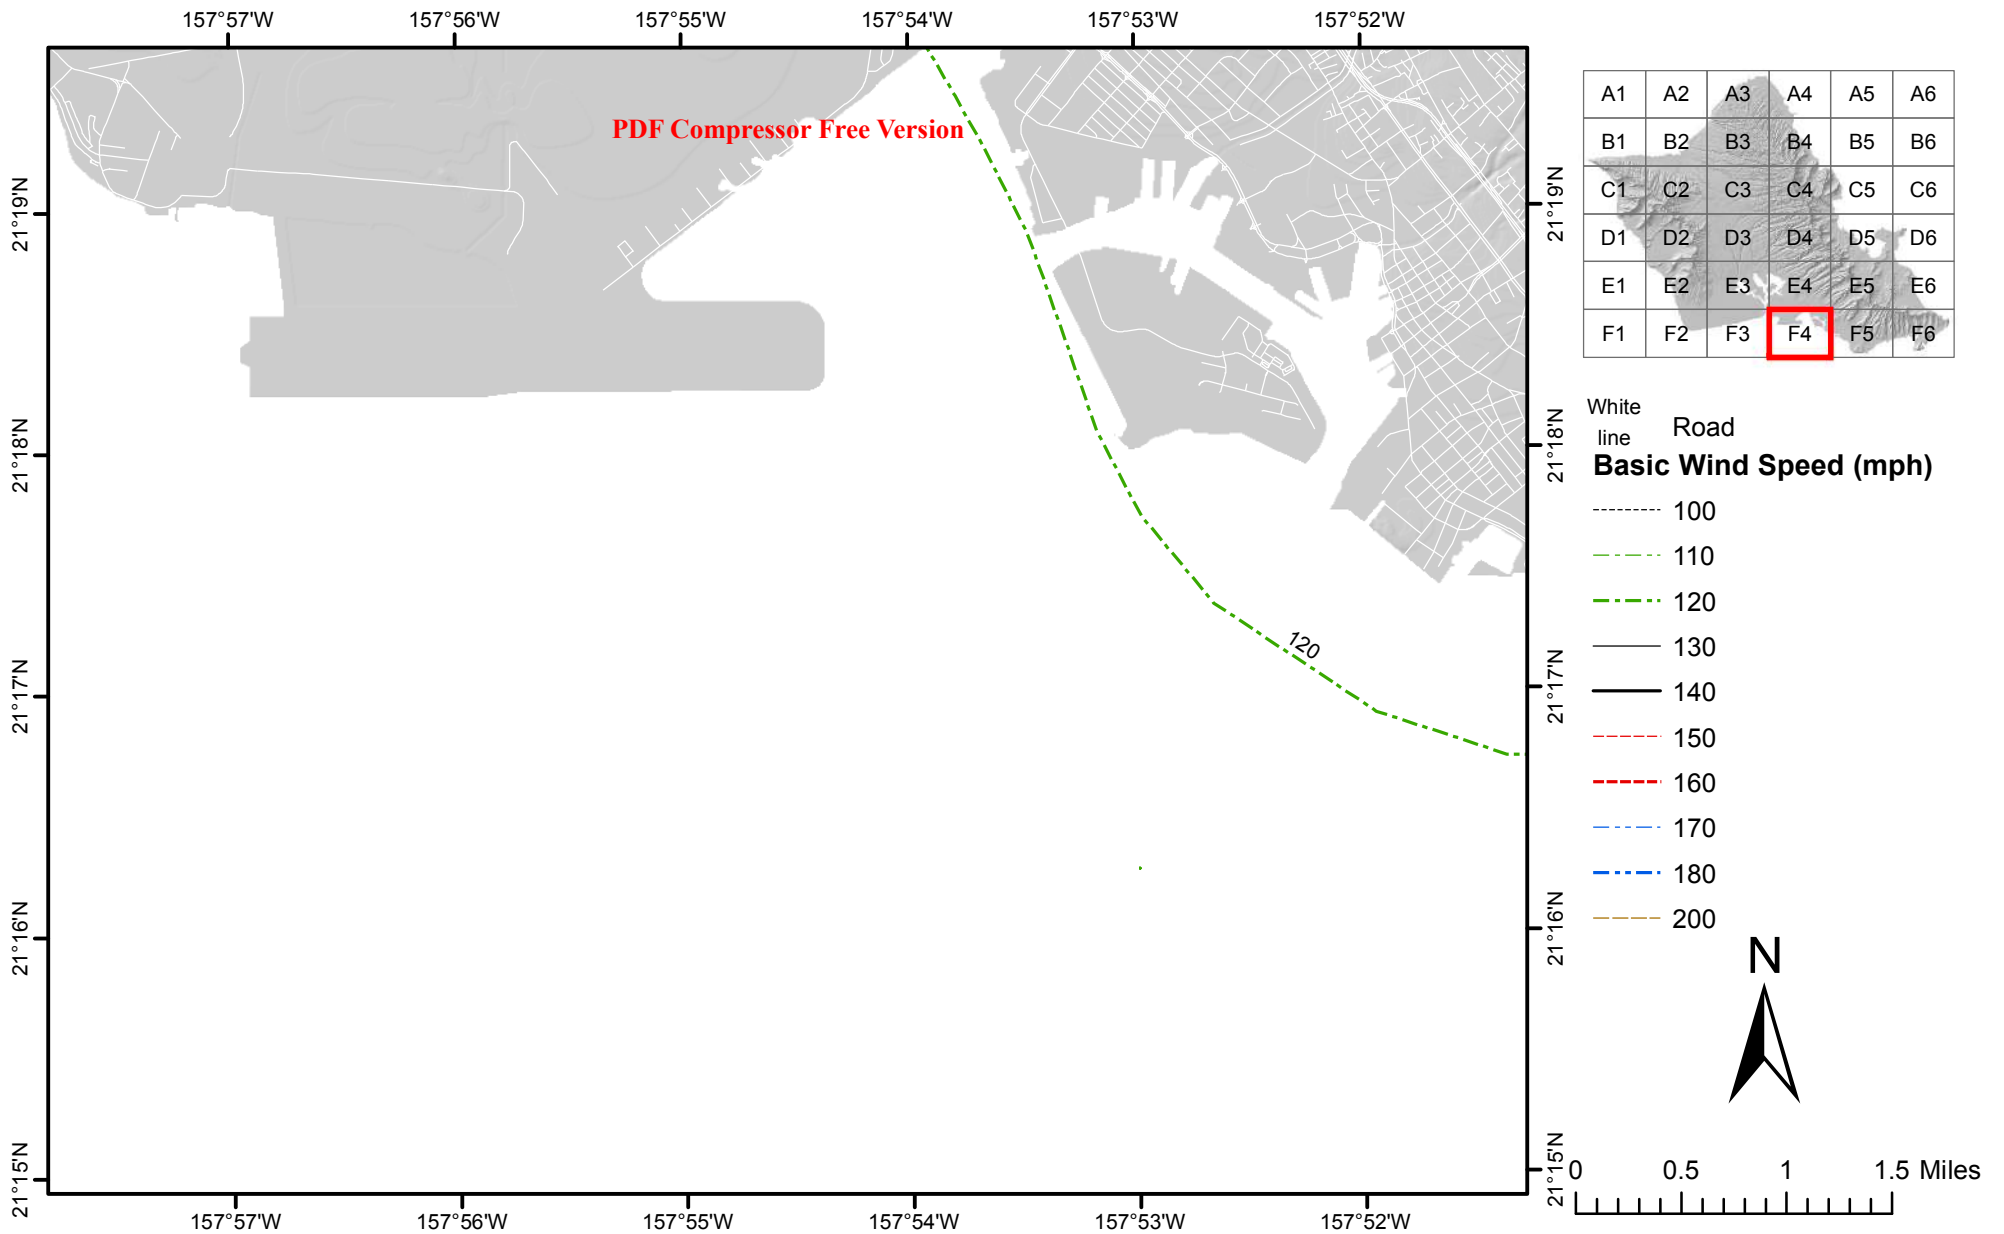 157°57'W 157°56'W 157°55'W 157°54'W 157°53'W 157°52'W
PDF Compressor Free Version
21°19'N
21°18'N
21°17'N
21°16'N
21°15'N
120
21°19'N
21°18'N
21°17'N
21°16'N
21°15'N
157°57'W 157°56'W 157°55'W 157°54'W 157°53'W 157°52'W
A1 A2 A3 A4 A5 A6
B1 B2 B3 B4 B5 B6
C1 C2 C3 C4 C5 C6
D1 D2 D3 D4 D5 D6
E1 E2 E3 E4 E5 E6
F1 F2 F3 F4 F5 F6
White
line Road
Basic Wind Speed (mph)
100
110
120
130
140
150
160
170
180
200
N
0 0.5 1 1.5 Miles